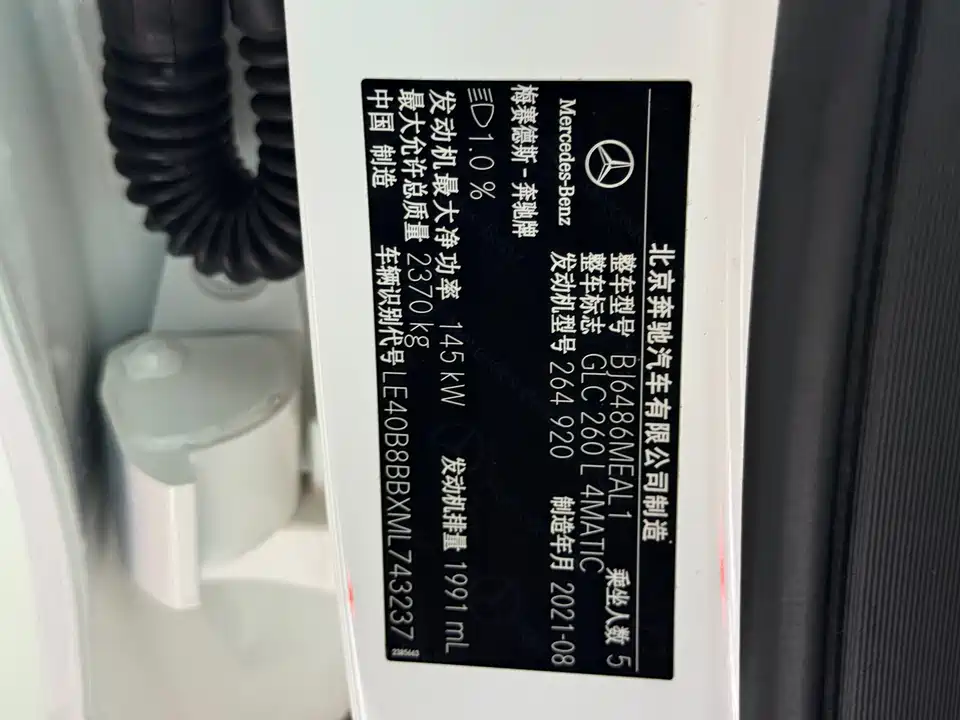 北京奔驰汽车有限公司制造
Mercedes-Benz
梅赛德斯-奔驰牌
整车型号 BJ6486MEAL1 乘坐人数 5
整车标志 GLC 260 L 4MATIC
发动机型号 264 920 制造年月 2021-08
1.0 %
发动机最大净功率 145 kW 发动机排量 1991 mL
最大允许总质量 2370 kg
中国 制造 车辆识别代号 LE40B8BBXML743237
2385643